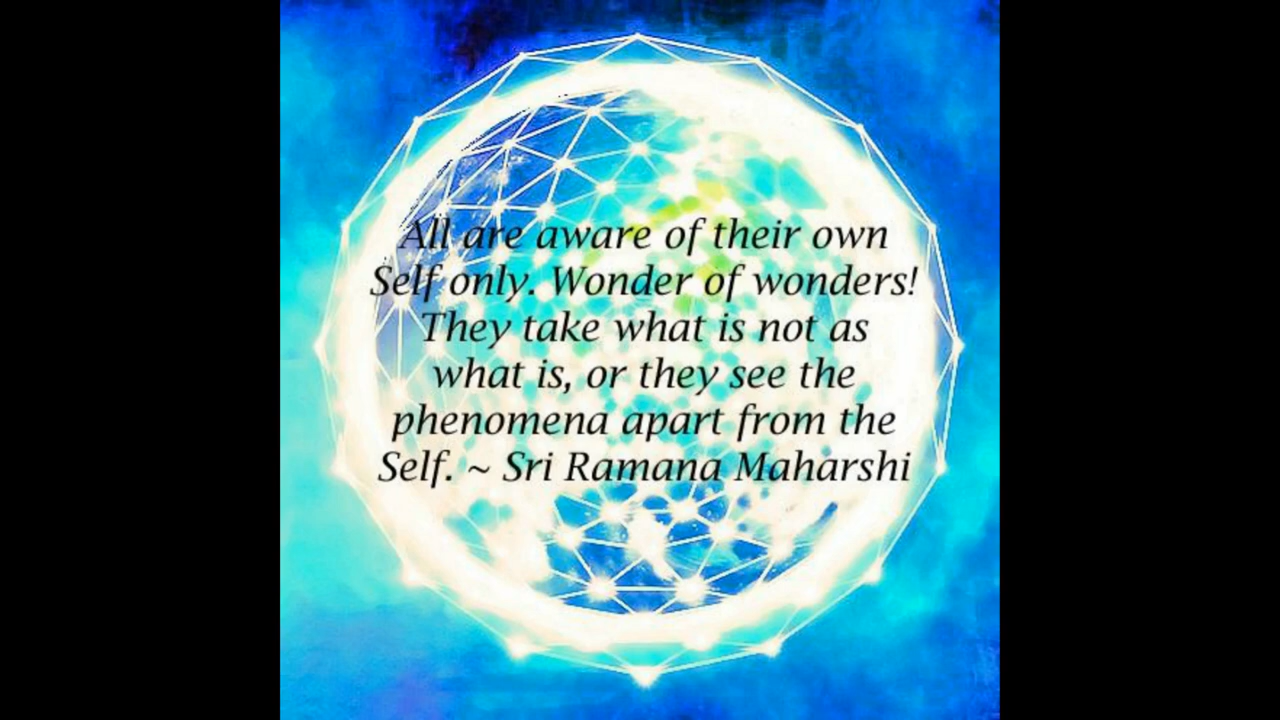 All are aware of their own
Self only. Wonder of wonders!
They take what is not as
what is, or they see the
phenomena apart from the
Self. ~ Sri Ramana Maharshi